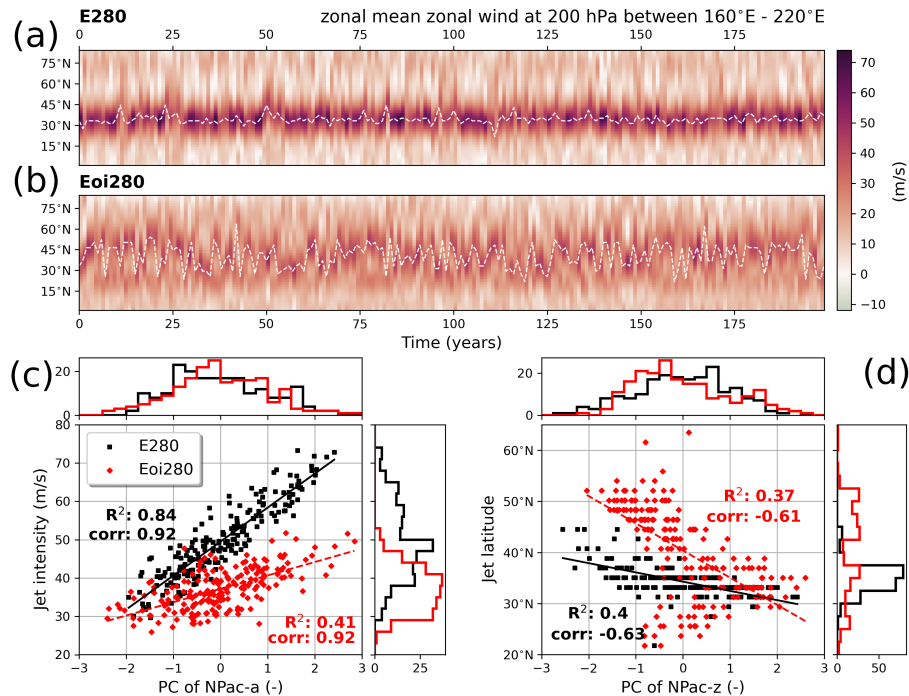 E280
zonal mean zonal wind at 200 hPa between 160°E - 220°E
(a)
0 25 50 75 100 125 150 175
75°N
60°N
45°N
30°N
15°N
(b)
Eoi280
75°N
60°N
45°N
30°N
15°N
0 25 50 75 100 125 150 175
Time (years)
70
60
50
40
30
20
10
0
−10
(m/s)
(c)
20
0
80
70
60
50
40
30
20
Jet intensity (m/s)
E280
Eoi280
R²: 0.84
corr: 0.92
R²: 0.41
corr: 0.92
−3 −2 −1 0 1 2 3
PC of NPac-a (-)
0 25
(d)
20
0
60°N
50°N
40°N
30°N
20°N
Jet latitude
R²: 0.37
corr: -0.61
R²: 0.4
corr: -0.63
−3 −2 −1 0 1 2 3
PC of NPac-z (-)
0 50